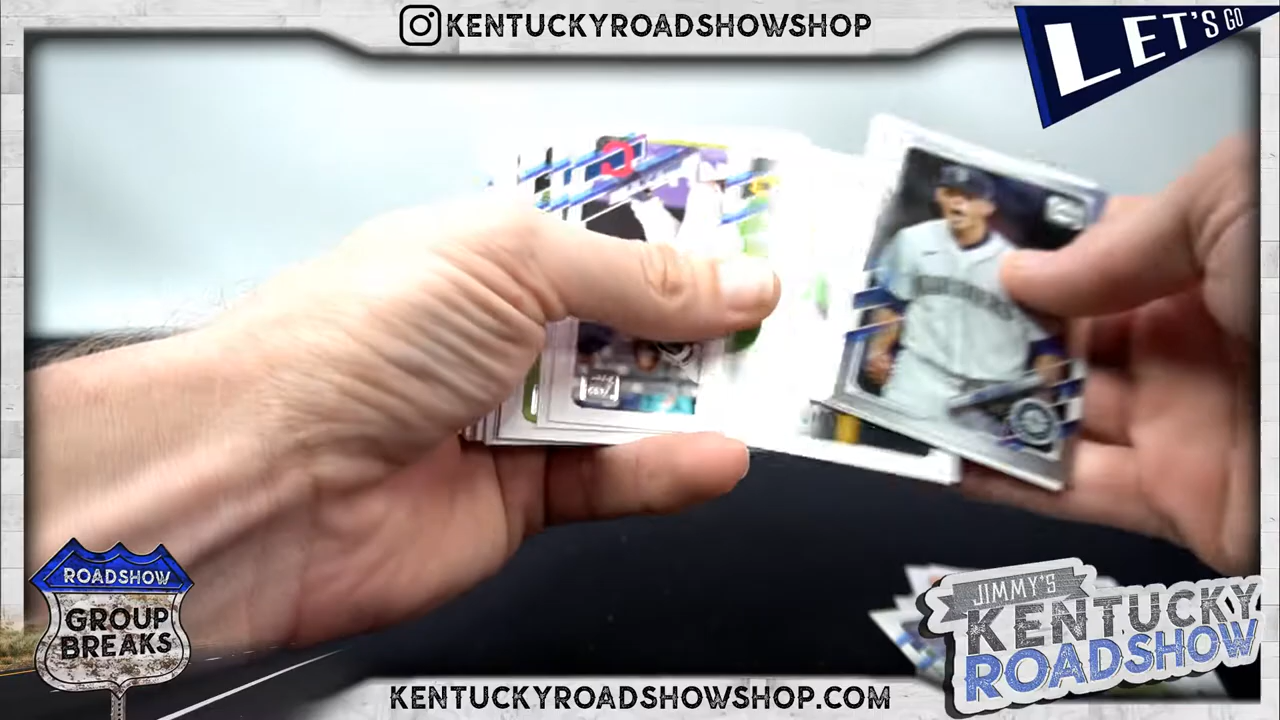 KENTUCKYROADSHOWSHOP
LET'S GO
ROADSHOW
GROUP
BREAKS
JIMMY'S
KENTUCKY
ROADSHOW
KENTUCKYROADSHOWSHOP.COM